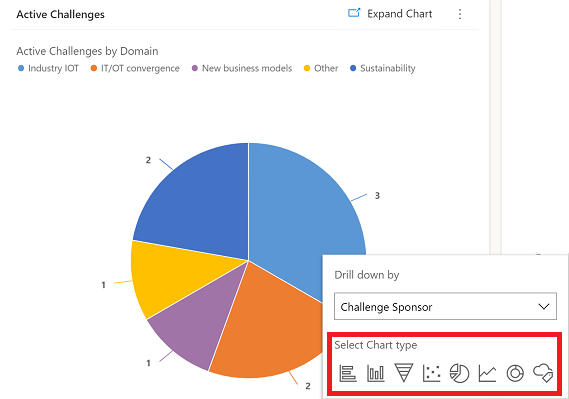 Active Challenges
Expand Chart
Active Challenges by Domain
Industry IOT
IT/OT convergence
New business models
Other
Sustainability
2
3
1
1
2
Drill down by
Challenge Sponsor
Select Chart type